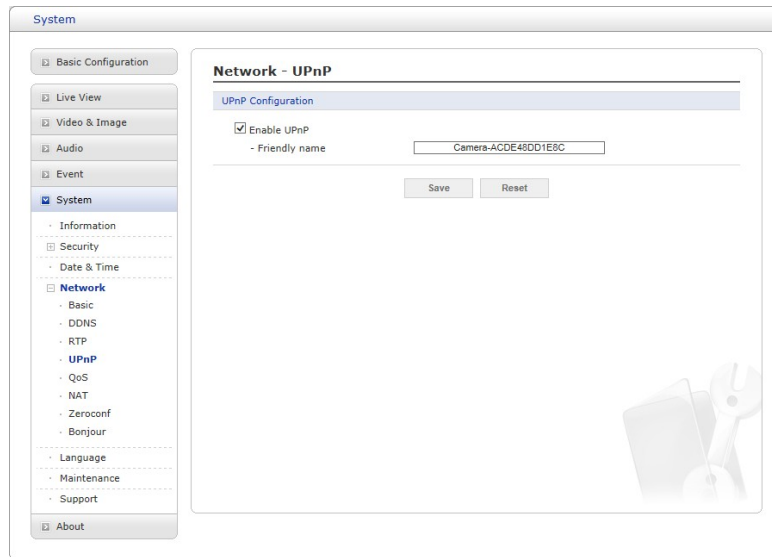 System
Basic Configuration
Live View
Video & Image
Audio
Event
System
Information
Security
Date & Time
Network
Basic
DDNS
RTP
UPnP
QoS
NAT
Zeroconf
Bonjour
Language
Maintenance
Support
About
Network - UPnP
UPnP Configuration
Enable UPnP
- Friendly name Camera-ACDE48DD1E8C
Save Reset